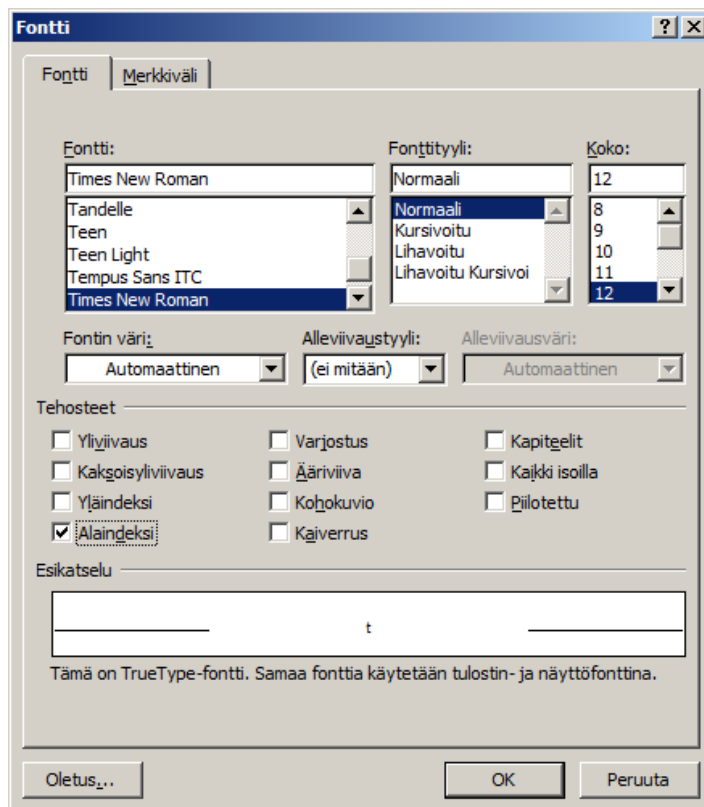 Fontti
Fontti Merkkiväli
Fontti: Fonttityyli: Koko:
Times New Roman Normaali 12
Tandelle Normaali 8
Teen Kursivoitu 9
Teen Light Lihavoitu 10
Tempus Sans ITC Lihavoitu Kursivoi 11
Times New Roman 12
Fontin väri: Alleviivaustyyli: Alleviivausväri:
Automaattinen (ei mitään) Automaattinen
Tehosteet
Yliviivaus Varjostus Kapiteelit
Kaksoisyliviivaus Ääriviiva Kaikki isoilla
Yläindeksi Kohokuvio Piilotettu
Alaindeksi Kaiverrus
Esikatselu
t
Tämä on TrueType-fontti. Samaa fonttia käytetään tulostin- ja näyttöfonttina.
Oletus... OK Peruuta